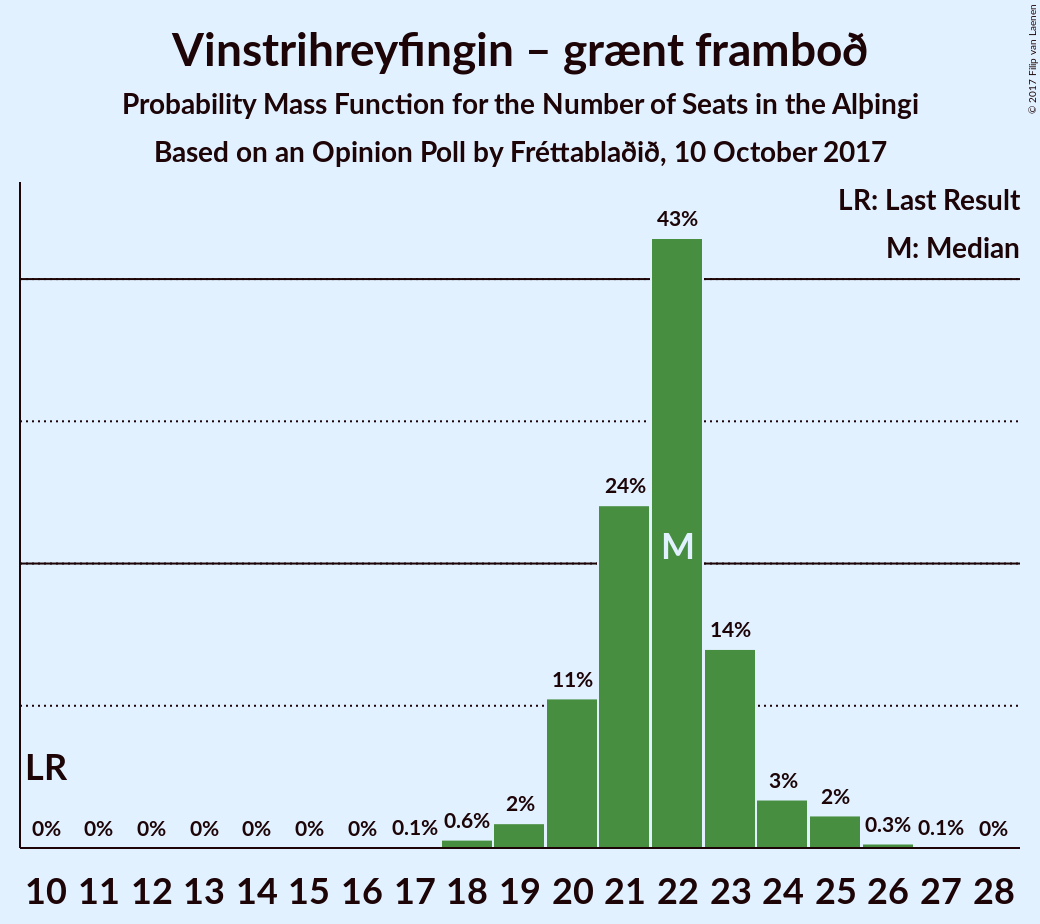 Vinstrihreyfingin – grænt framboð
Probability Mass Function for the Number of Seats in the Alþingi
Based on an Opinion Poll by Fréttablaðið, 10 October 2017
© 2017 Filip van Laenen
LR: Last Result
M: Median
43%
24%
M
14%
11%
LR
3%
2%
2%
0% 0% 0% 0% 0% 0% 0% 0.1% 0.6% 0.3% 0.1% 0%
10 11 12 13 14 15 16 17 18 19 20 21 22 23 24 25 26 27 28